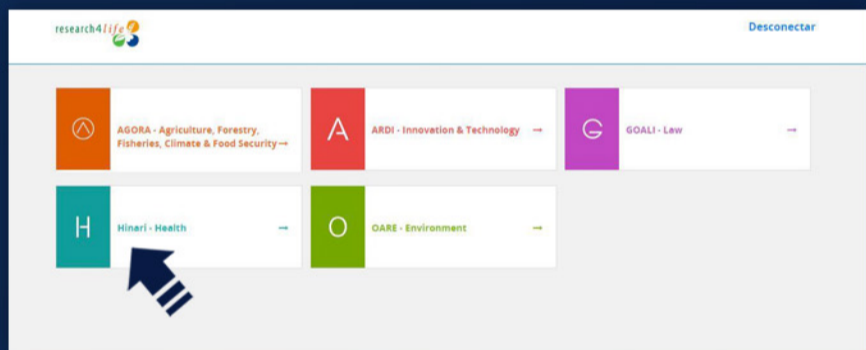 research4life
Desconectar
AGORA - Agriculture, Forestry,
Fisheries, Climate & Food Security →
A
ARDI - Innovation & Technology →
G
GOALI - Law →
H
Hinari - Health →
O
OARE - Environment →